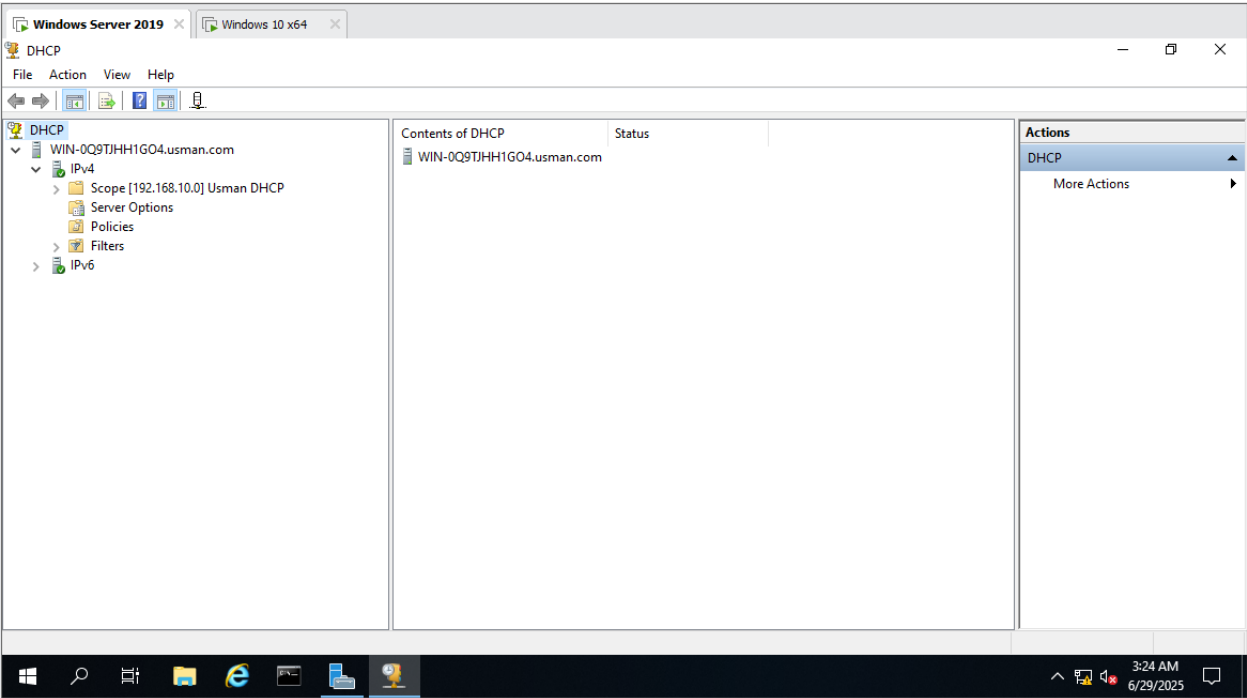 Windows Server 2019 Windows 10 x64
DHCP
File Action View Help
DHCP
WIN-0Q9TJHH1GO4.usman.com
IPv4
Scope [192.168.10.0] Usman DHCP
Server Options
Policies
Filters
IPv6
Contents of DHCP Status
WIN-0Q9TJHH1GO4.usman.com
Actions
DHCP
More Actions
3:24 AM
6/29/2025